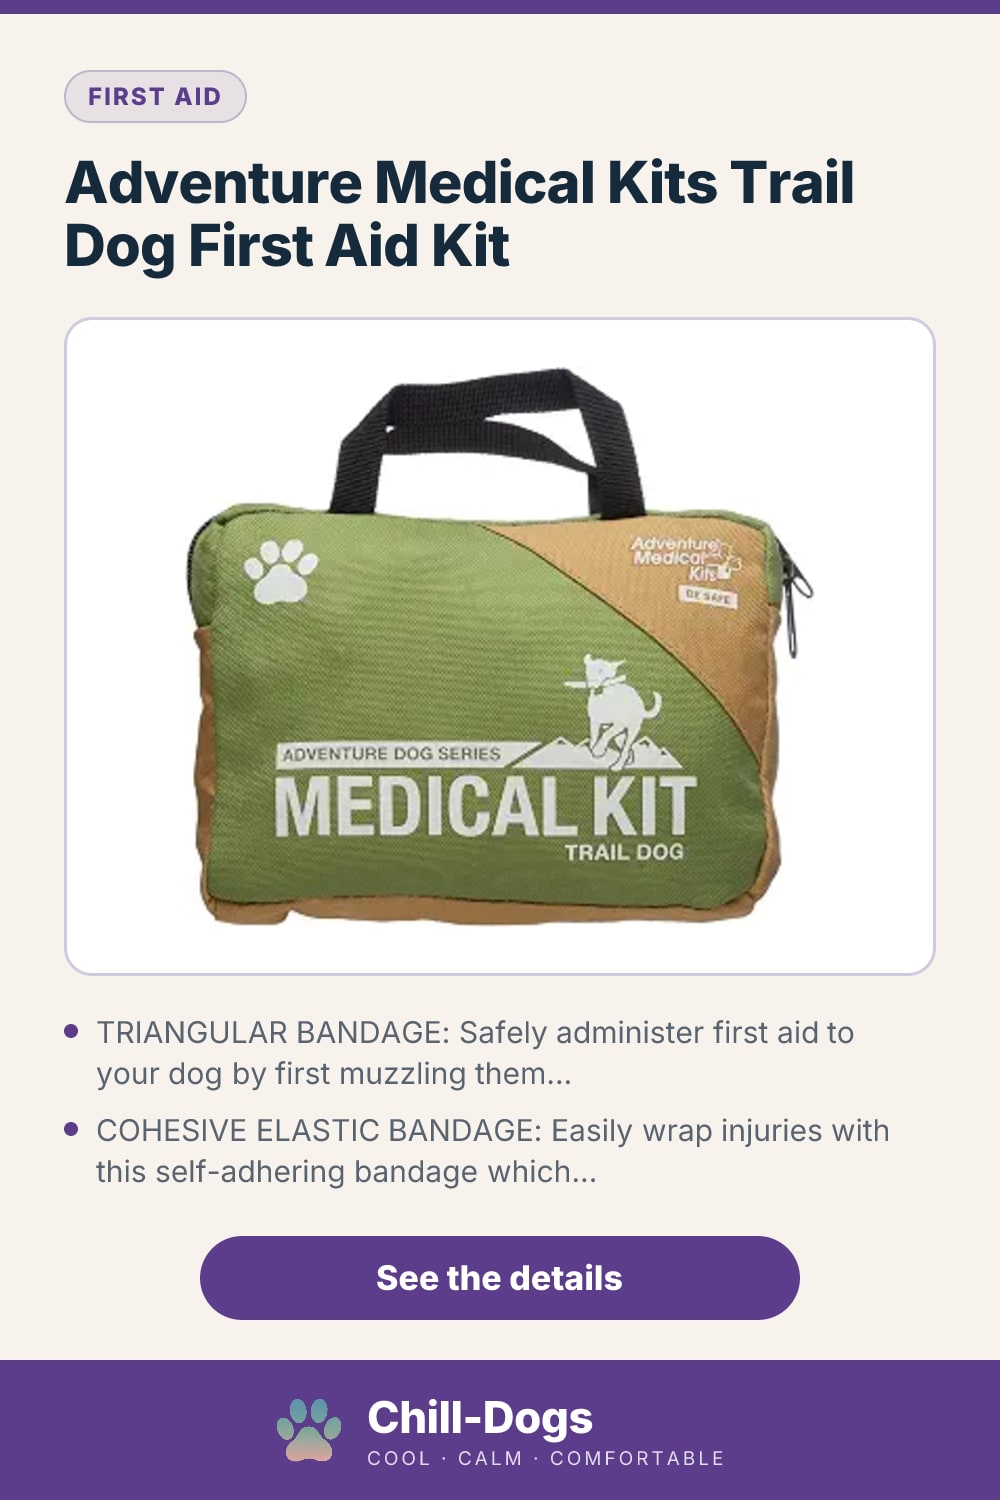 FIRST AID
Adventure Medical Kits Trail
Dog First Aid Kit
Adventure
Medical
Kits
BE SAFE
ADVENTURE DOG SERIES
MEDICAL KIT
TRAIL DOG
TRIANGULAR BANDAGE: Safely administer first aid to
your dog by first muzzling them...
COHESIVE ELASTIC BANDAGE: Easily wrap injuries with
this self-adhering bandage which...
See the details
Chill-Dogs
COOL · CALM · COMFORTABLE